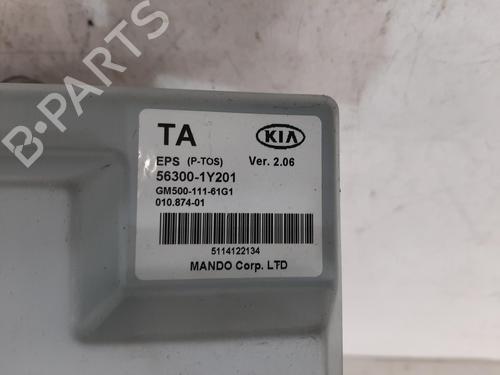 B-PARTS
TA
KIA
EPS (P-TOS) Ver. 2.06
56300-1Y201
GM500-111-61G1
010.874-01
5114122134
MANDO Corp. LTD